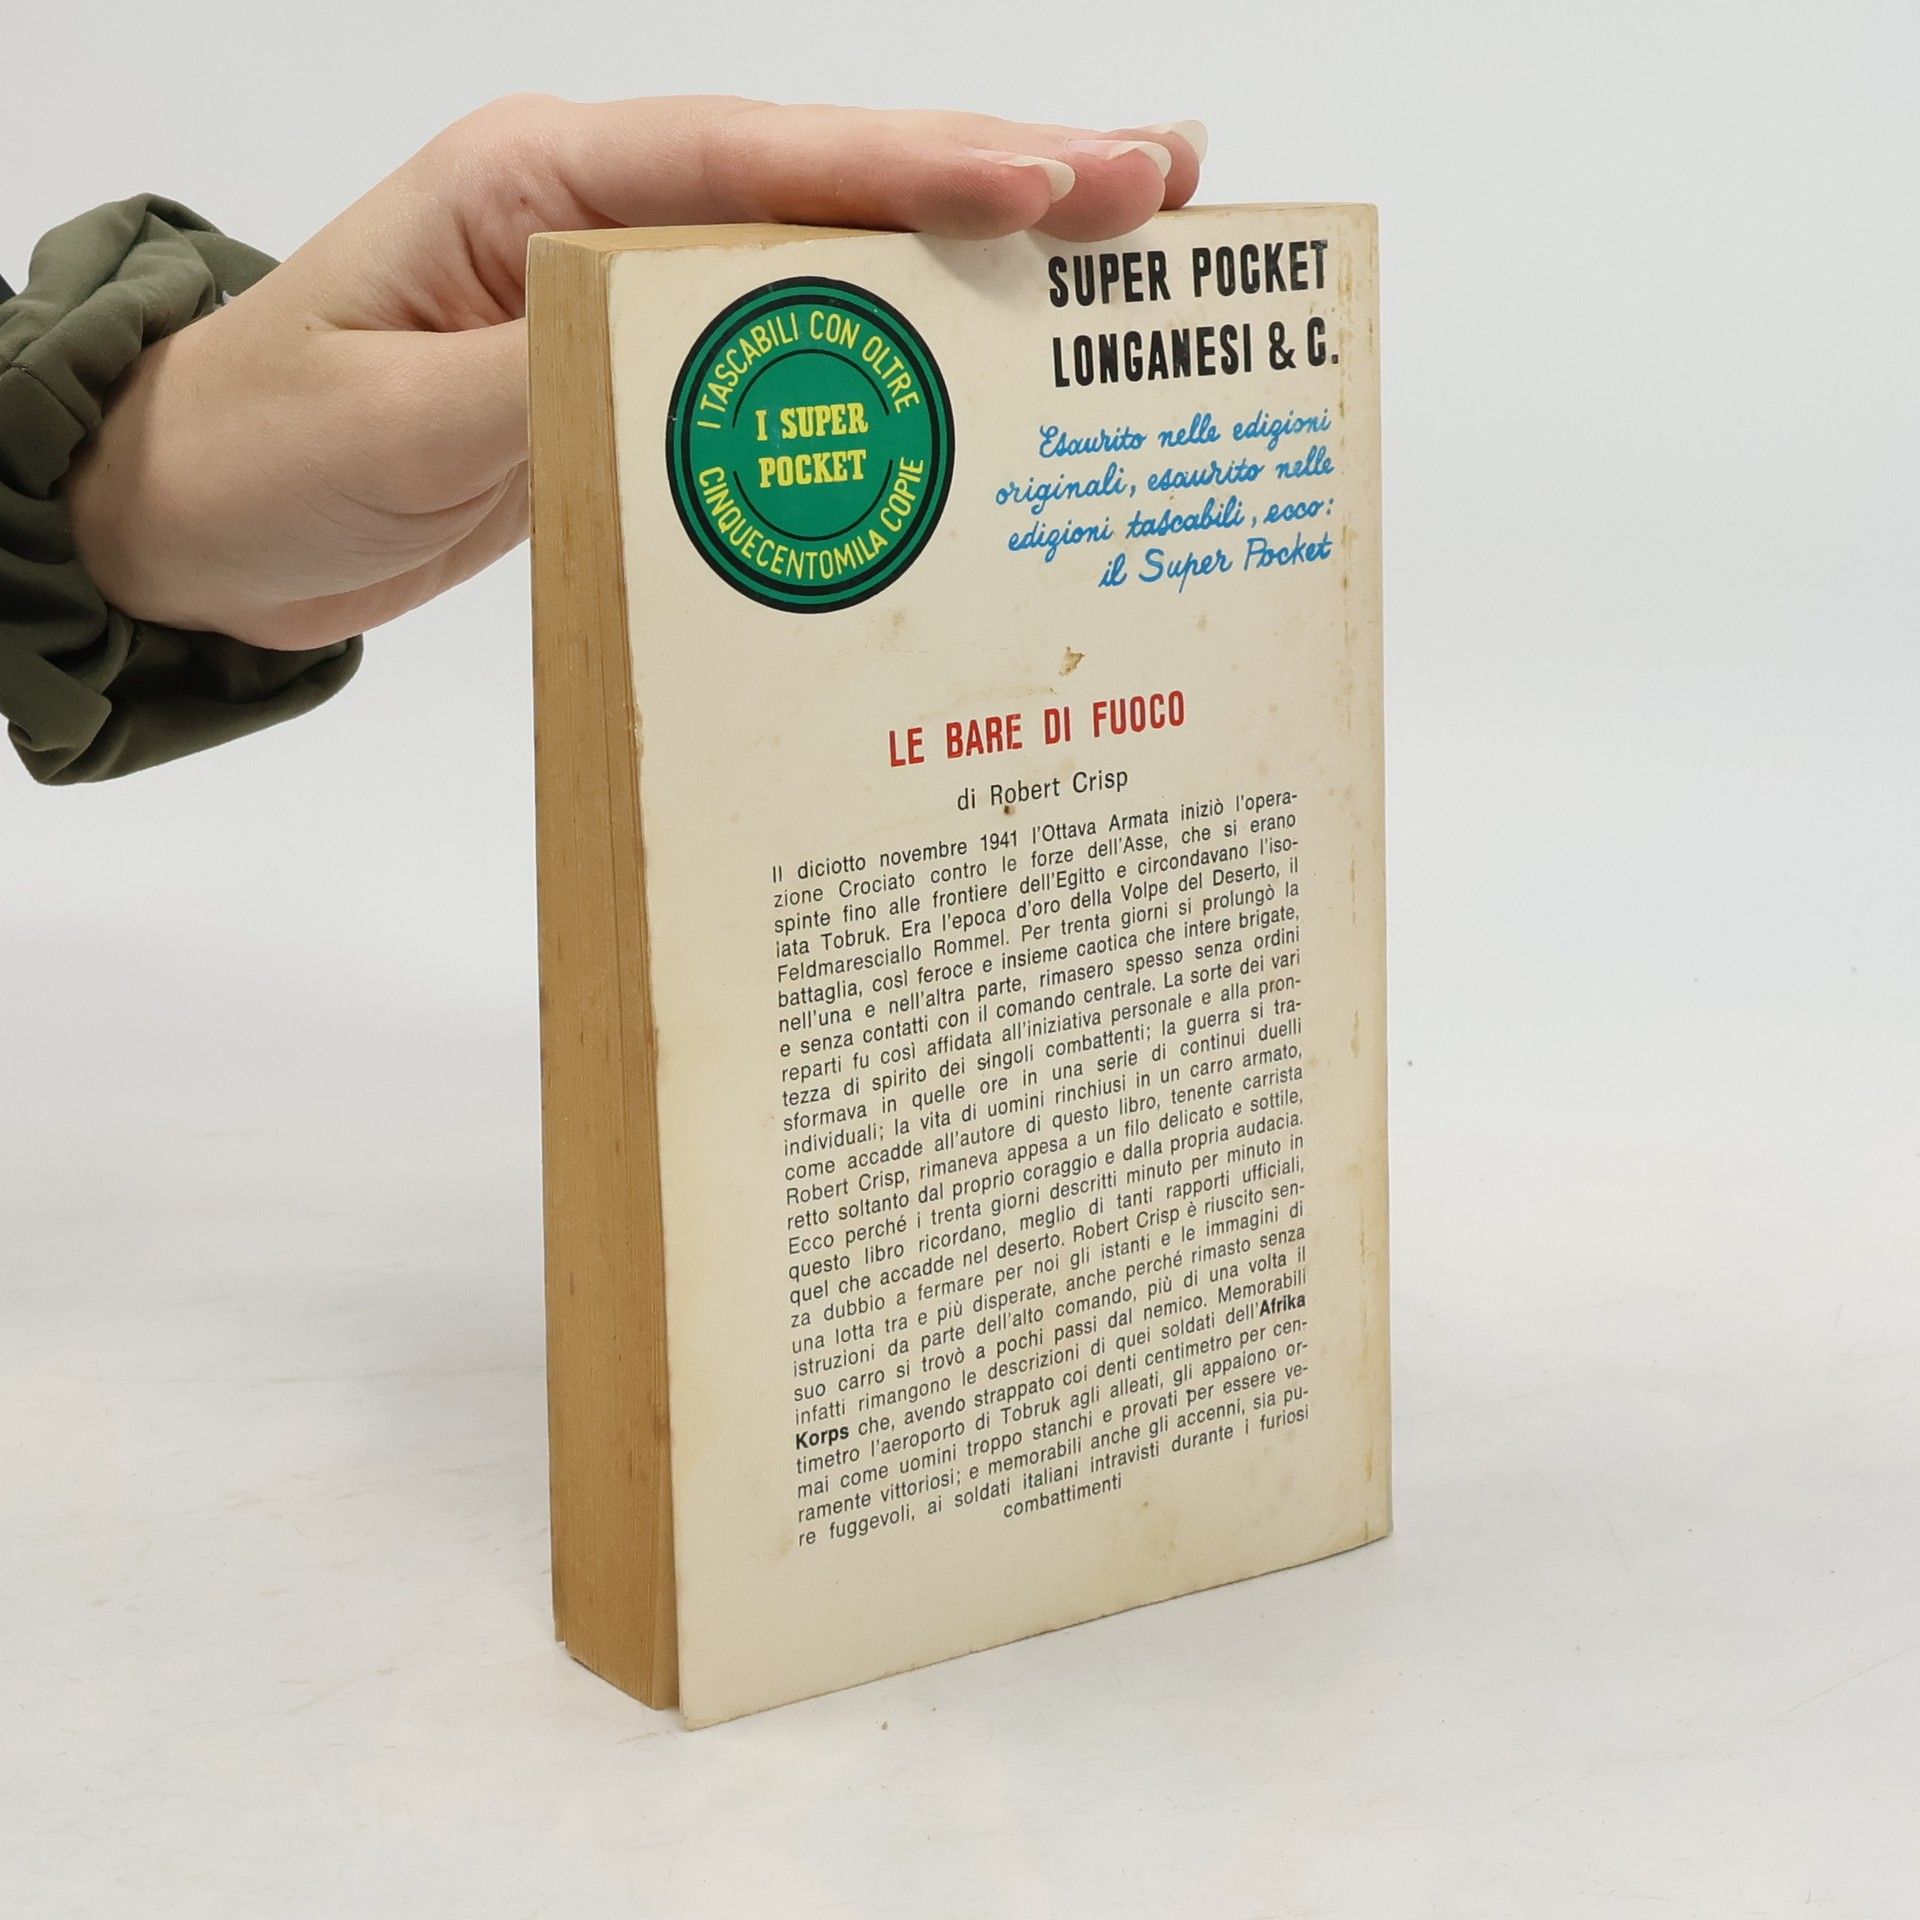 I TASCABILI CON OLTRE
I SUPER
POCKET
CINQUECENTOMILA COPIE
SUPER POCKET
LONGANESI & C.
Esaurito nelle edizioni
originali, esaurito nelle
edizioni tascabili, ecco:
il Super Pocket
LE BARE DI FUOCO
di Robert Crisp
Il diciotto novembre 1941 l'Ottava Armata iniziò l'opera-
zione Crociato contro le forze dell'Asse, che si erano
spinte fino alle frontiere dell'Egitto e circondavano l'iso-
lata Tobruk. Era l'epoca d'oro della Volpe del Deserto, il
Feldmaresciallo Rommel. Per trenta giorni si prolungò la
battaglia, così feroce e insieme caotica che intere brigate,
nell'una e nell'altra parte, rimasero spesso senza ordini
e senza contatti con il comando centrale. La sorte dei vari
reparti fu così affidata all'iniziativa personale e alla pron-
tezza di spirito dei singoli combattenti; la guerra si tra-
sformava in quelle ore in una serie di continui duelli
individuali; la vita di uomini rinchiusi in un carro armato,
come accadde all'autore di questo libro, tenente carrista
Robert Crisp, rimaneva appesa a un filo delicato e sottile,
retto soltanto dal proprio coraggio e dalla propria audacia.
Ecco perché i trenta giorni descritti minuto per minuto in
questo libro ricordano, meglio di tanti rapporti ufficiali,
quel che accadde nel deserto. Robert Crisp è riuscito sen-
za dubbio a fermare per noi gli istanti e le immagini di
una lotta tra e più disperate, anche perché rimasto senza
istruzioni da parte dell'alto comando, più di una volta il
suo carro si trovò a pochi passi dal nemico. Memorabili
infatti rimangono le descrizioni di quei soldati dell'Afrika
Korps che, avendo strappato coi denti centimetro per cen-
timetro l'aeroporto di Tobruk agli alleati, gli appaiono or-
mai come uomini troppo stanchi e provati per essere ve-
ramente vittoriosi; e memorabili anche gli accenni, sia pu-
re fuggevoli, ai soldati italiani intravisti durante i furiosi
combattimenti